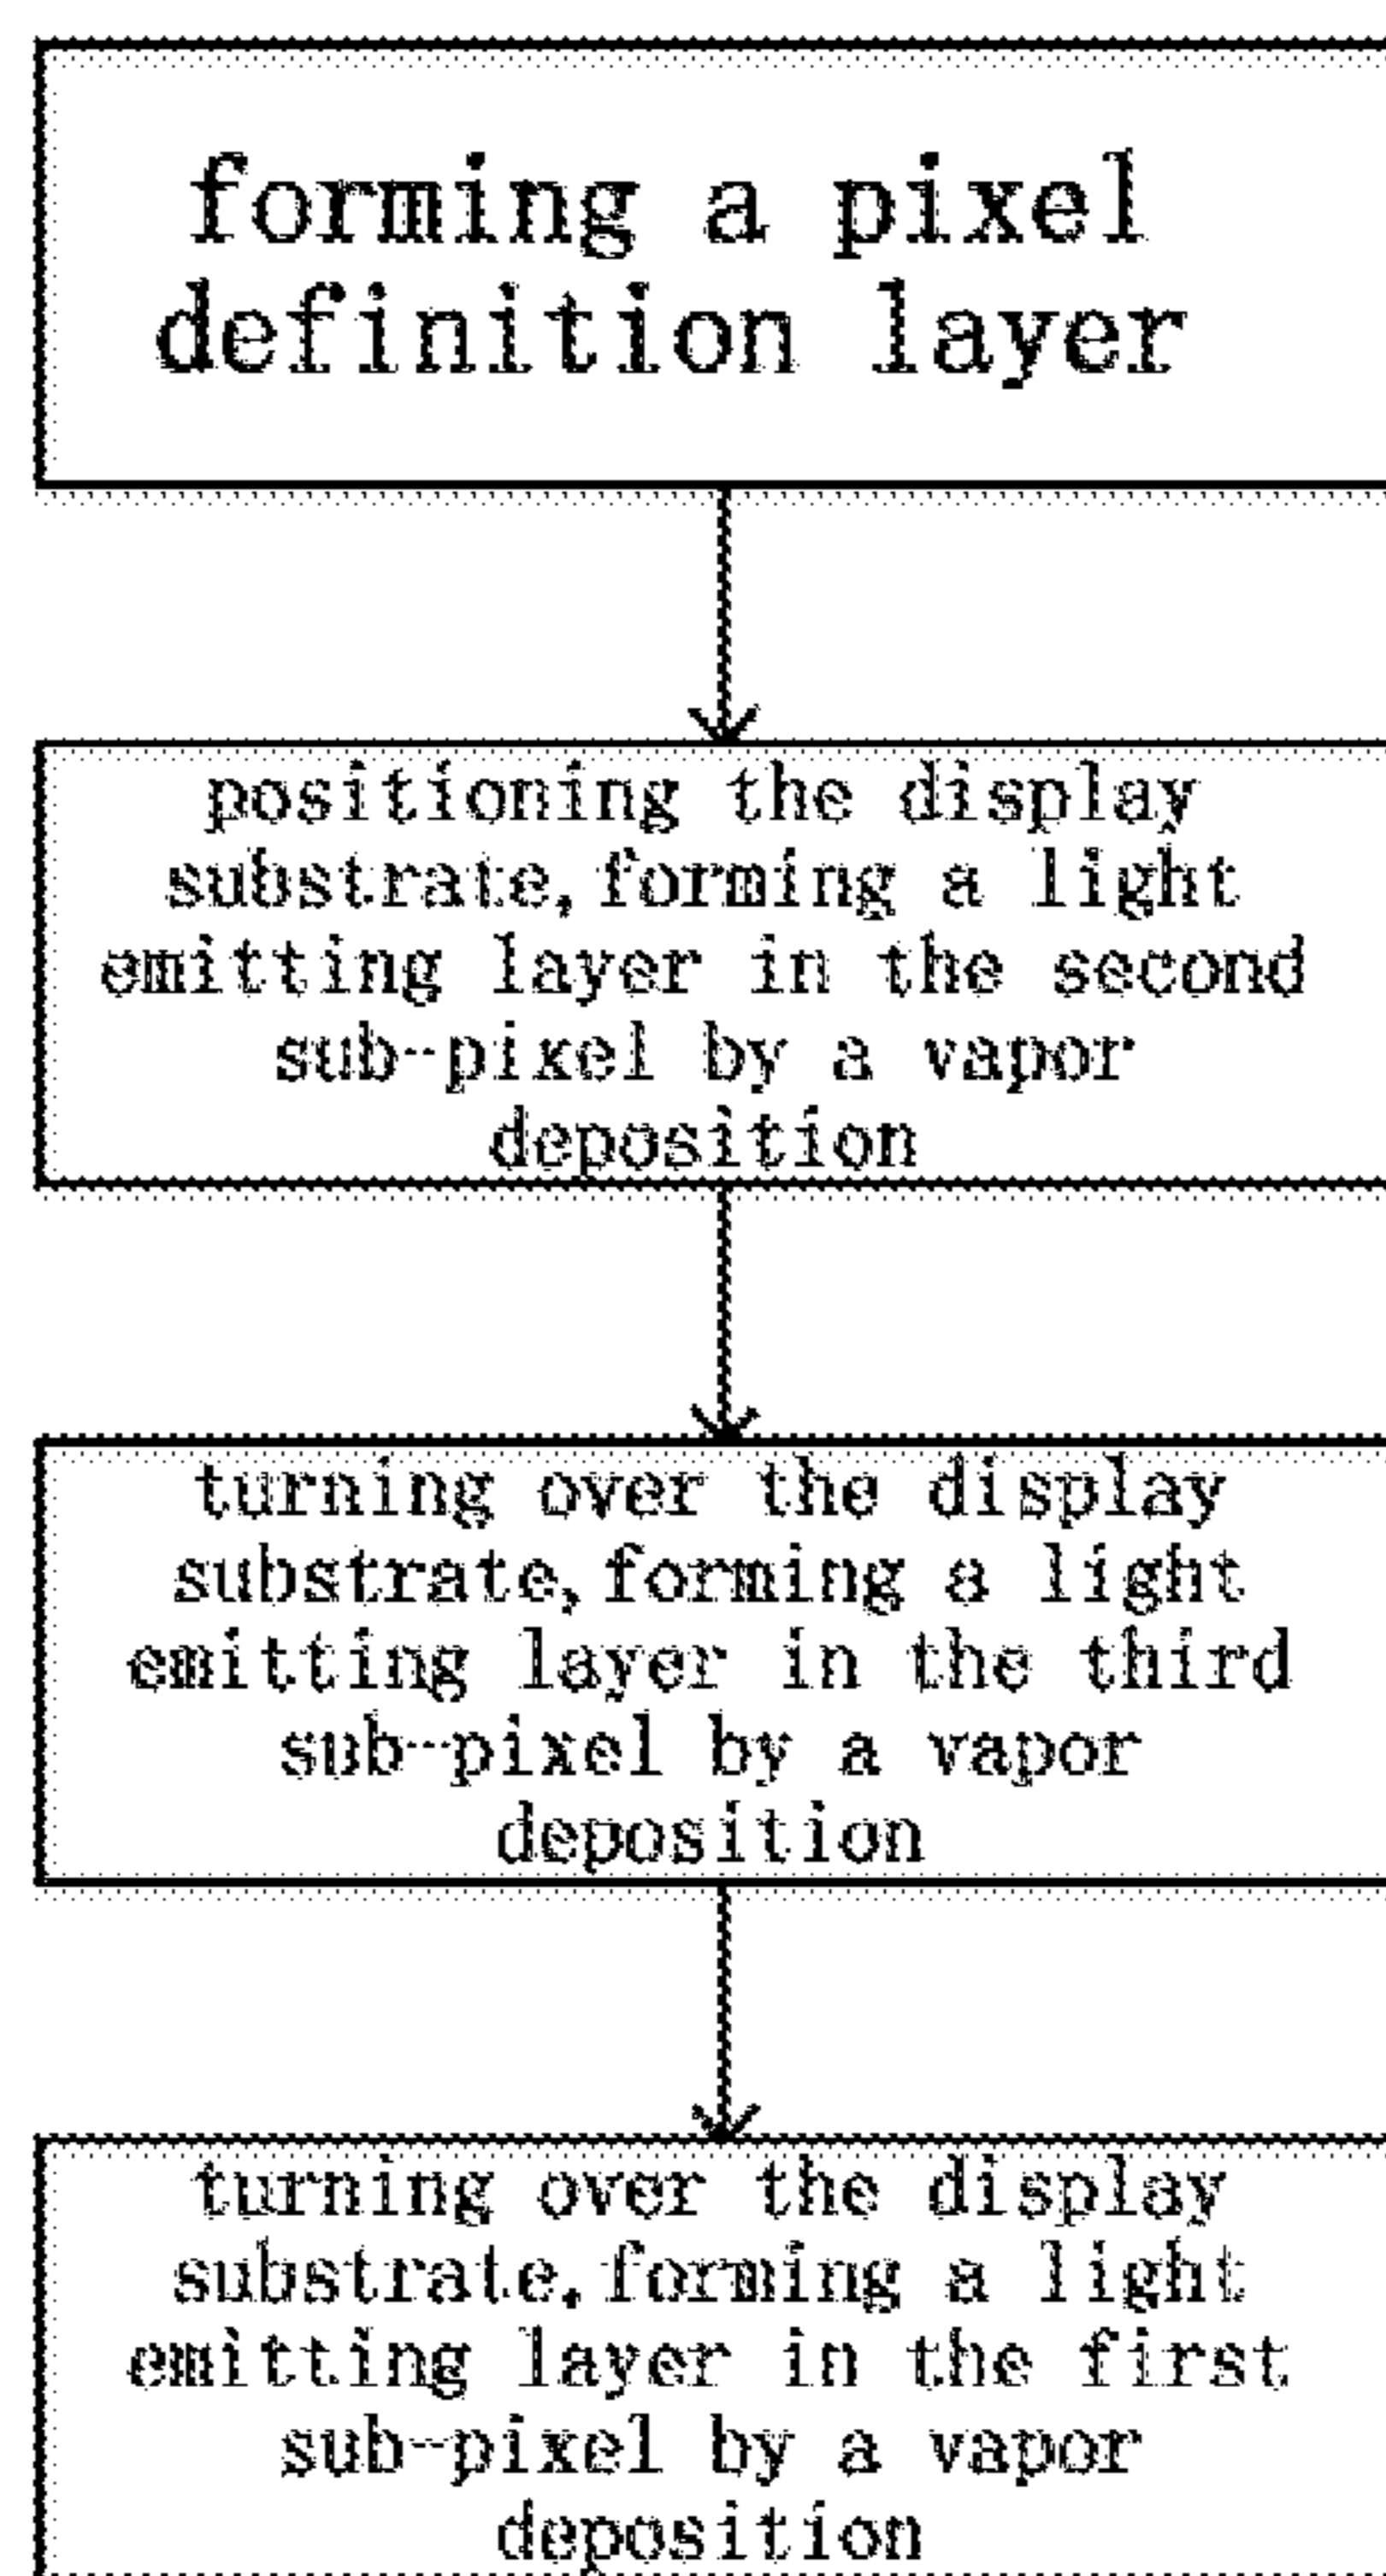 forming a pixel
definition layer
positioning the display
substrate, forming a light
emitting layer in the second
sub-pixel by a vapor
deposition
turning over the display
substrate, forming a light
emitting layer in the third
sub-pixel by a vapor
deposition
turning over the display
substrate, forming a light
emitting layer in the first
sub-pixel by a vapor
deposition